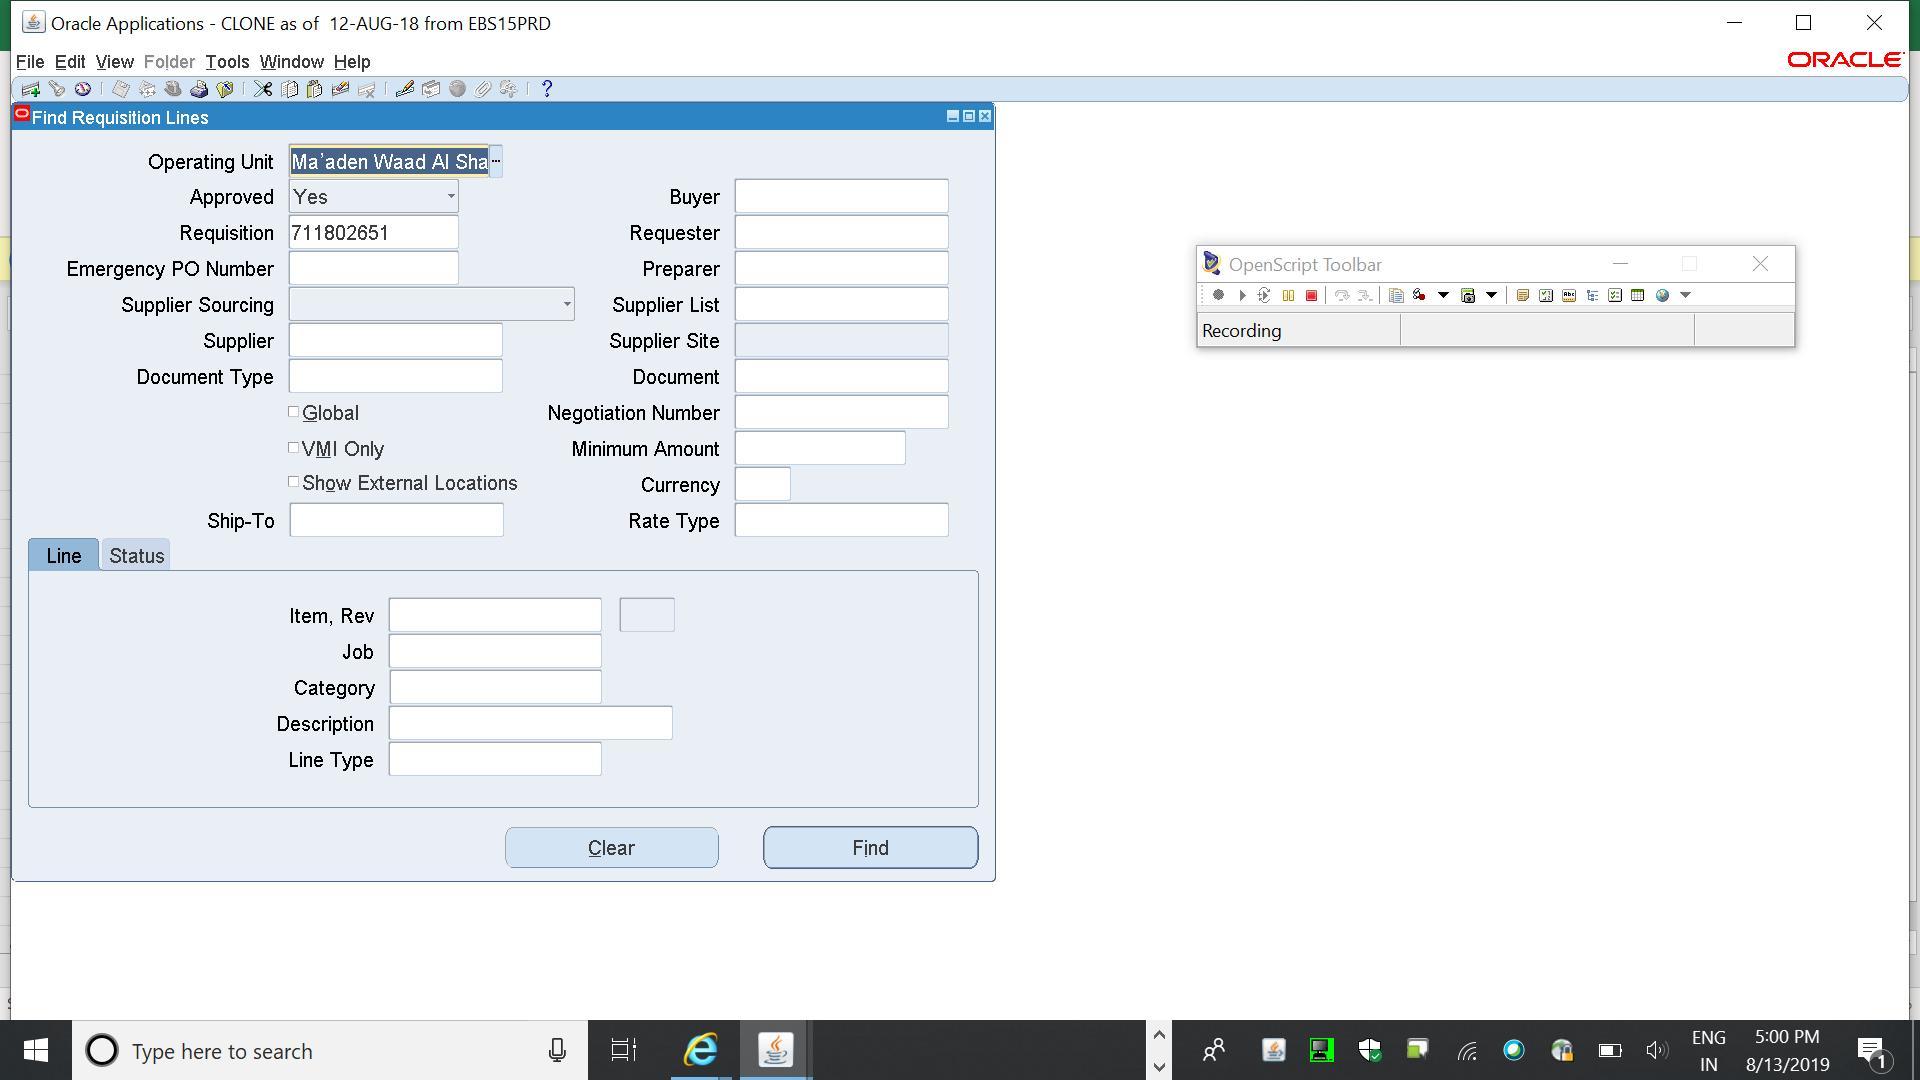 Oracle Applications - CLONE as of  12-AUG-18 from EBS15PRD
File Edit View Folder Tools Window Help
ORACLE
Find Requisition Lines
Operating Unit Ma'aden Waad Al Sha
Approved Yes
Buyer
Requisition 711802651
Requester
Emergency PO Number
Preparer
Supplier Sourcing
Supplier List
Supplier
Supplier Site
Document Type
Document
Global
Negotiation Number
VMI Only
Minimum Amount
Show External Locations
Currency
Ship-To
Rate Type
Line Status
Item, Rev
Job
Category
Description
Line Type
Clear Find
OpenScript Toolbar
Recording
Type here to search
ENG
IN
5:00 PM
8/13/2019
1